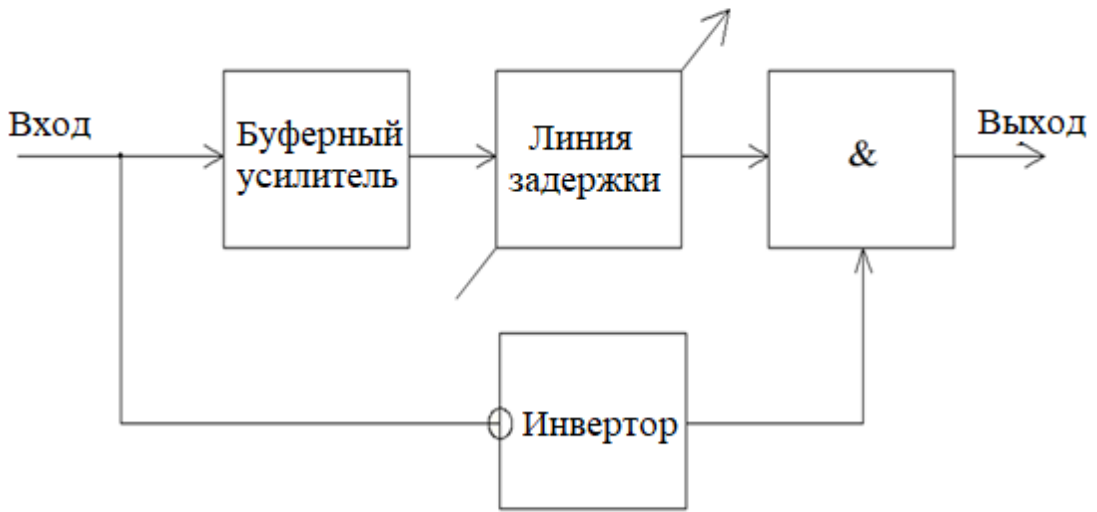 Вход
Буферный
усилитель
Линия
задержки
&
Выход
Инвертор